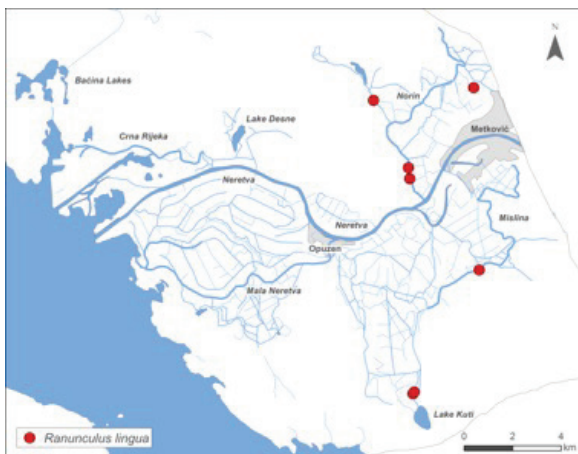 N
Baćina Lakes
Norin
Lake Desne
Metković
Crna Rijeka
Neretva
Neretva
Mislina
Opuzen
Mala Neretva
Lake Kuti
Ranunculus lingua
0 2 4
km